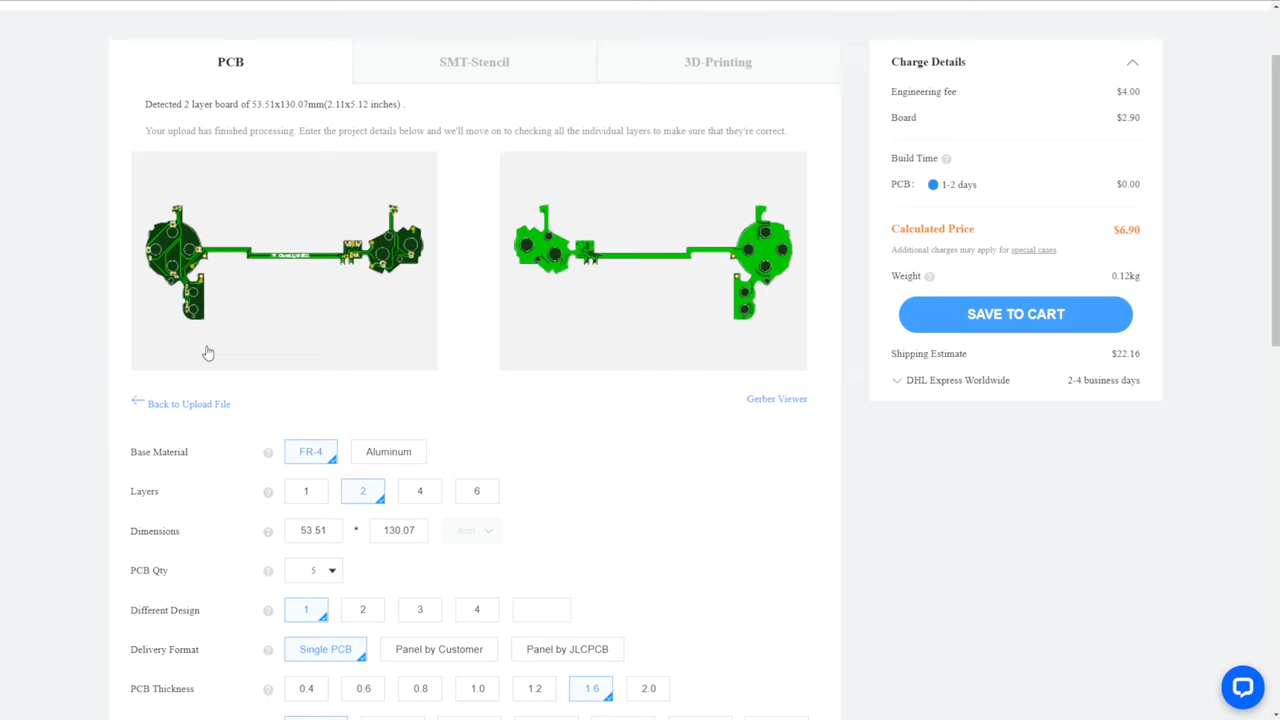 PCB
SMT-Stencil
3D-Printing
Detected 2 layer board of 53.51x130.07mm(2.11x5.12 inches) .
Your upload has finished processing. Enter the project details below and we'll move on to checking all the individual layers to make sure that they're correct.
Back to Upload File
Gerber Viewer
Base Material ? FR-4 Aluminum
Layers ? 1 2 4 6
Dimensions ? 53.51 * 130.07 mm
PCB Qty ? 5
Different Design ? 1 2 3 4
Delivery Format ? Single PCB Panel by Customer Panel by JLCPCB
PCB Thickness ? 0.4 0.6 0.8 1.0 1.2 1.6 2.0
Charge Details
Engineering fee $4.00
Board $2.90
Build Time ?
PCB: 1-2 days $0.00
Calculated Price $6.90
Additional charges may apply for special cases
Weight ? 0.12kg
SAVE TO CART
Shipping Estimate $22.16
DHL Express Worldwide 2-4 business days